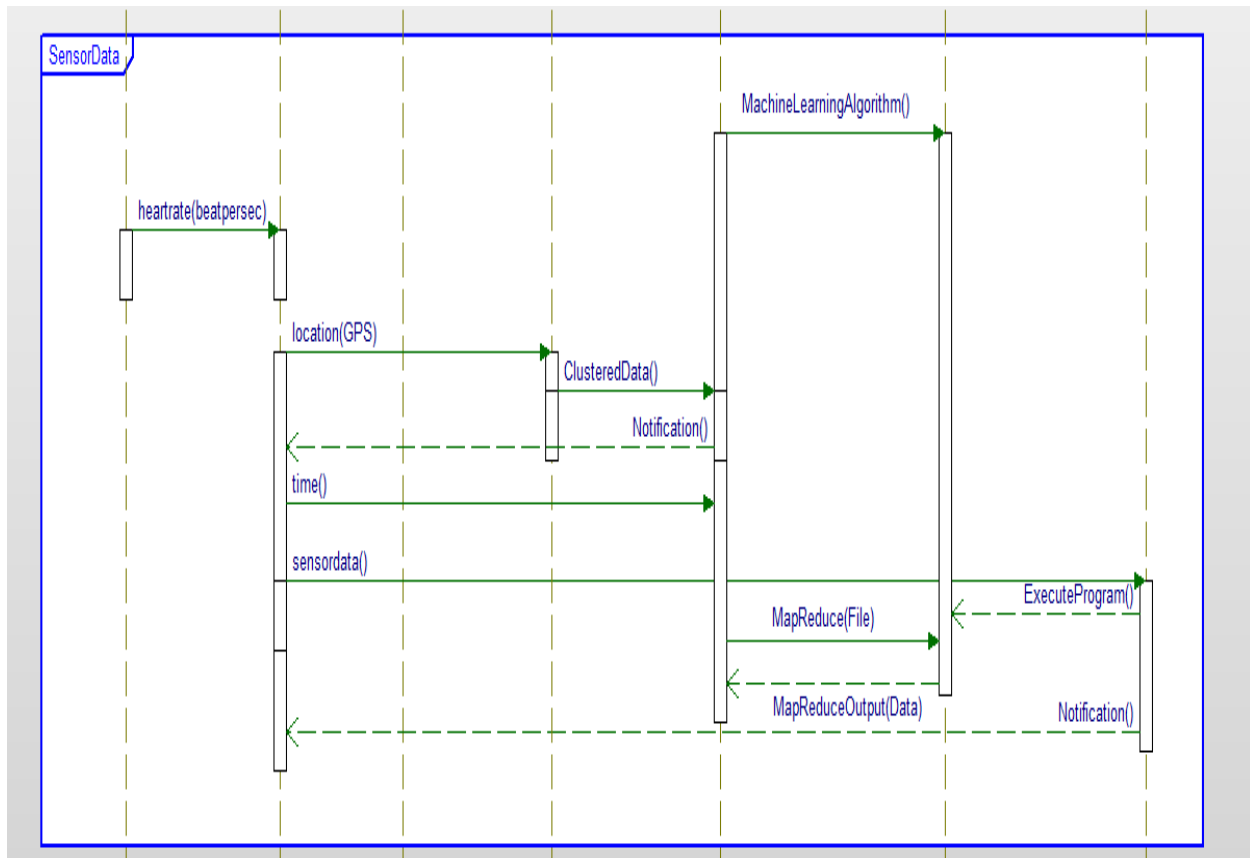 SensorData
MachineLearningAlgorithm()
heartrate(beatpersec)
location(GPS)
ClusteredData()
Notification()
time()
sensordata()
ExecuteProgram()
MapReduce(File)
MapReduceOutput(Data)
Notification()